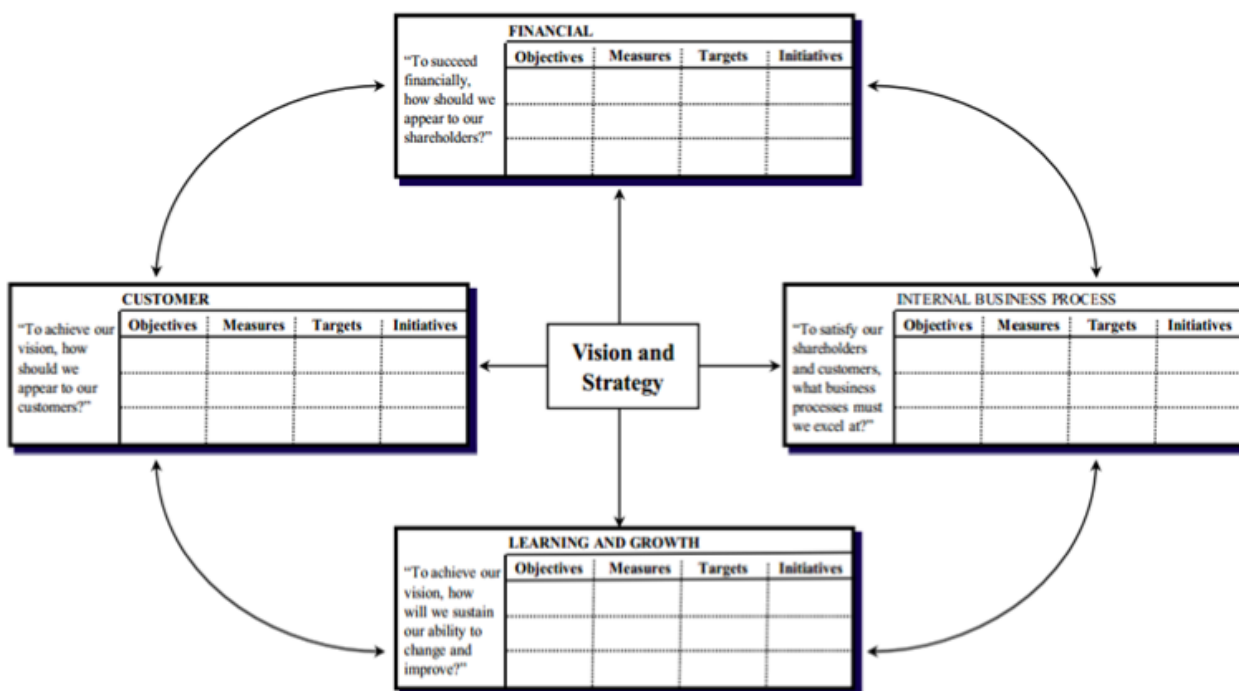 FINANCIAL
“To succeed
financially,
how should we
appear to our
shareholders?”
Objectives Measures Targets Initiatives
CUSTOMER
“To achieve our
vision, how
should we
appear to our
customers?”
Objectives Measures Targets Initiatives
Vision and
Strategy
INTERNAL BUSINESS PROCESS
“To satisfy our
shareholders
and customers,
what business
processes must
we excel at?”
Objectives Measures Targets Initiatives
LEARNING AND GROWTH
“To achieve our
vision, how
will we sustain
our ability to
change and
improve?”
Objectives Measures Targets Initiatives